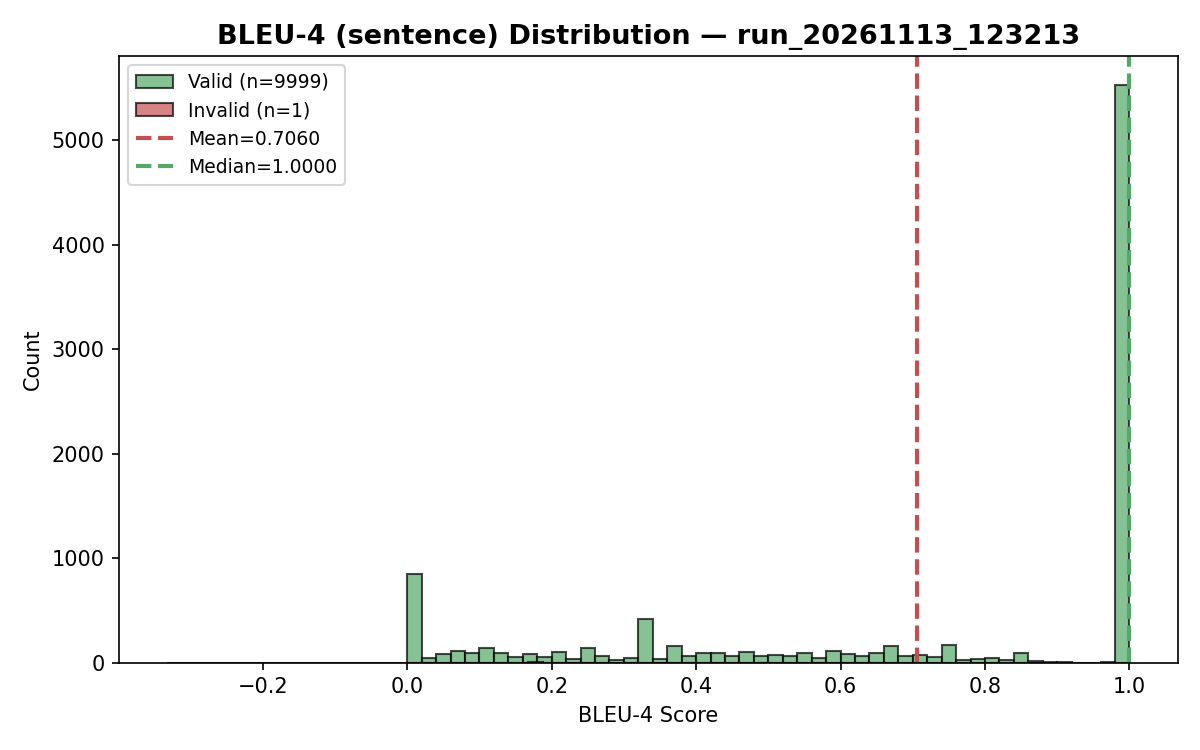 BLEU-4 (sentence) Distribution — run_20261113_123213
Valid (n=9999)
Invalid (n=1)
Mean=0.7060
Median=1.0000
Count
5000
4000
3000
2000
1000
0
−0.2
0.0
0.2
0.4
0.6
0.8
1.0
BLEU-4 Score